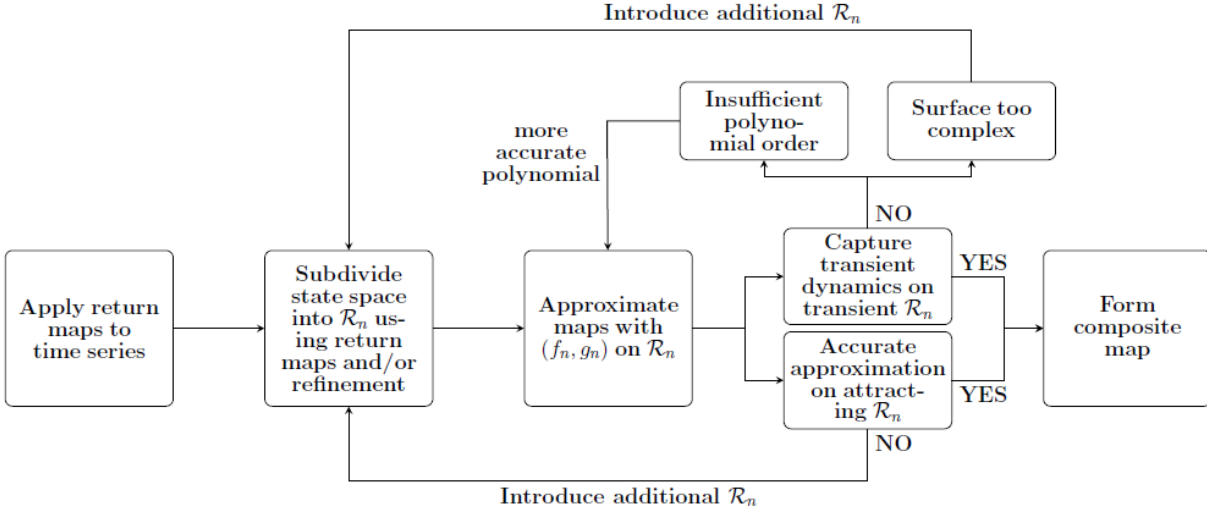 Introduce additional ℛₙ
Insufficient
polyno-
mial order
Surface too
complex
more
accurate
polynomial
NO
Apply return
maps to
time series
Subdivide
state space
into ℛₙ us-
ing return
maps and/or
refinement
Approximate
maps with
(fₙ, gₙ) on ℛₙ
Capture
transient
dynamics on
transient ℛₙ
YES
Accurate
approximation
on attract-
ing ℛₙ
YES
Form
composite
map
NO
Introduce additional ℛₙ